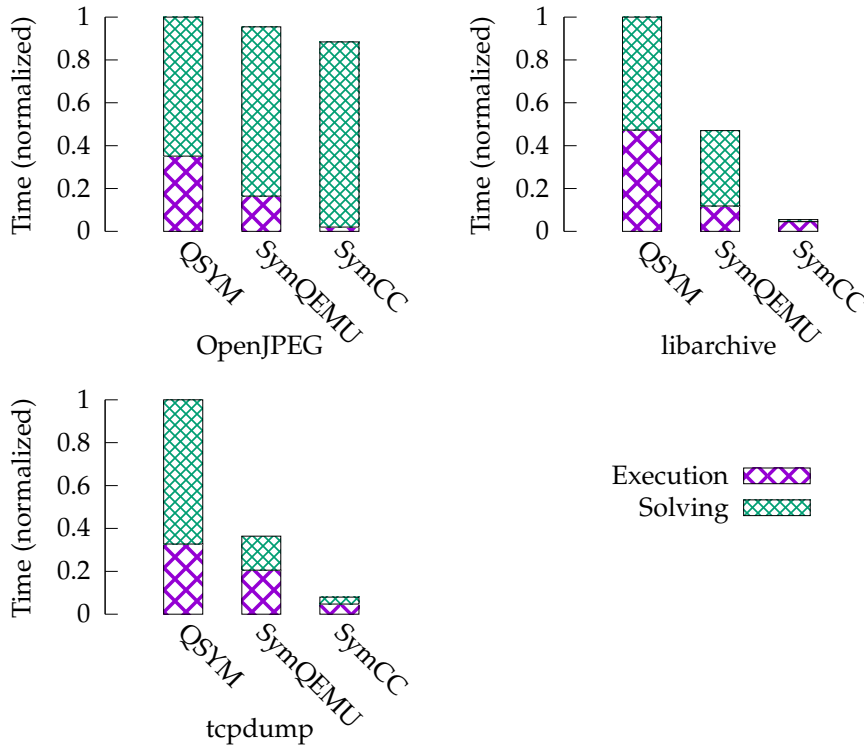 1
0.8
0.6
0.4
0.2
0
Time (normalized)
QSYM
SymQEMU
SymCC
OpenJPEG
1
0.8
0.6
0.4
0.2
0
Time (normalized)
QSYM
SymQEMU
SymCC
libarchive
1
0.8
0.6
0.4
0.2
0
Time (normalized)
QSYM
SymQEMU
SymCC
tcpdump
Execution
Solving